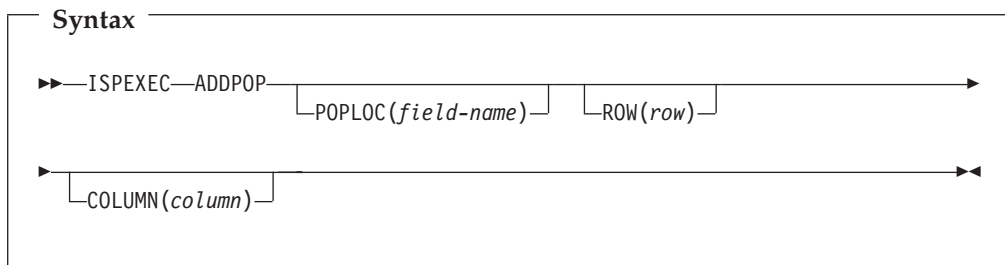 Syntax
ISPEXEC ADDPOP
POPLOC(field-name) ROW(row)
COLUMN(column)